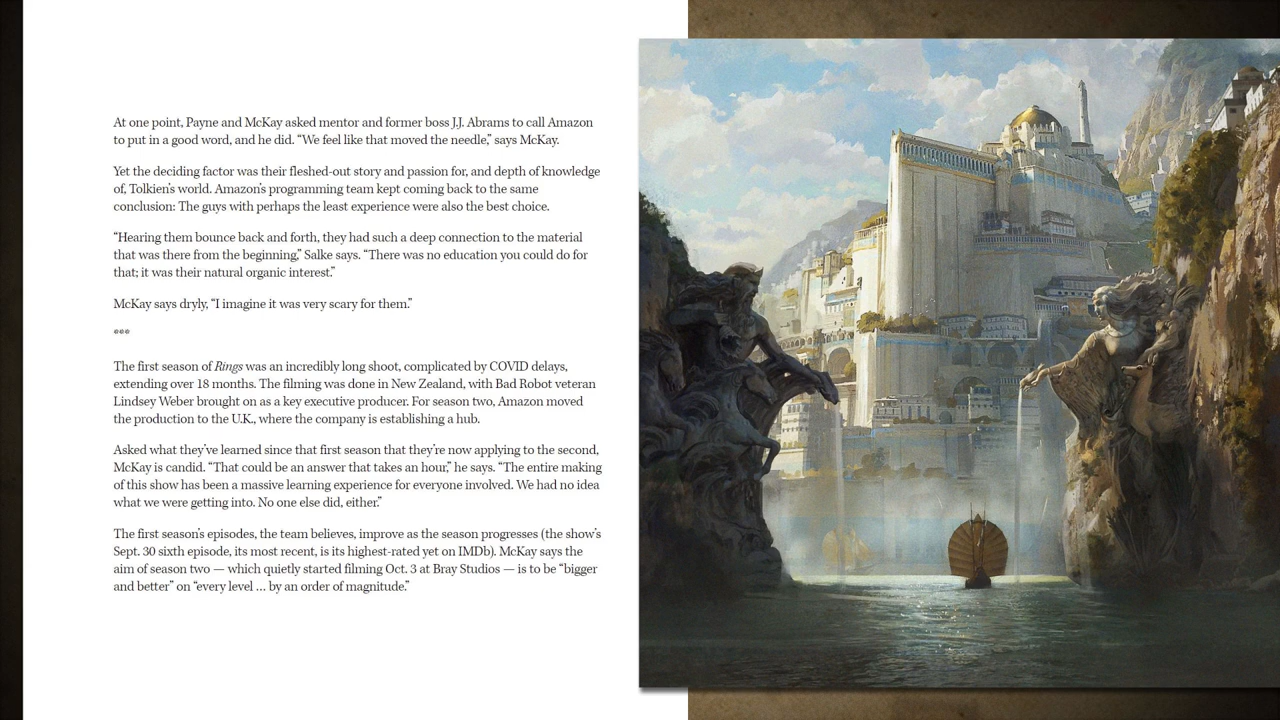 At one point, Payne and McKay asked mentor and former boss J.J. Abrams to call Amazon
to put in a good word, and he did. “We feel like that moved the needle,” says McKay.
Yet the deciding factor was their fleshed-out story and passion for, and depth of knowledge
of, Tolkien’s world. Amazon’s programming team kept coming back to the same
conclusion: The guys with perhaps the least experience were also the best choice.
“Hearing them bounce back and forth, they had such a deep connection to the material
that was there from the beginning,” Salke says. “There was no education you could do for
that; it was their natural organic interest.”
McKay says dryly, “I imagine it was very scary for them.”
***
The first season of Rings was an incredibly long shoot, complicated by COVID delays,
extending over 18 months. The filming was done in New Zealand, with Bad Robot veteran
Lindsey Weber brought on as a key executive producer. For season two, Amazon moved
the production to the U.K., where the company is establishing a hub.
Asked what they’ve learned since that first season that they’re now applying to the second,
McKay is candid. “That could be an answer that takes an hour,” he says. “The entire making
of this show has been a massive learning experience for everyone involved. We had no idea
what we were getting into. No one else did, either.”
The first season’s episodes, the team believes, improve as the season progresses (the show’s
Sept. 30 sixth episode, its most recent, is its highest-rated yet on IMDb). McKay says the
aim of season two — which quietly started filming Oct. 3 at Bray Studios — is to be “bigger
and better” on “every level ... by an order of magnitude.”